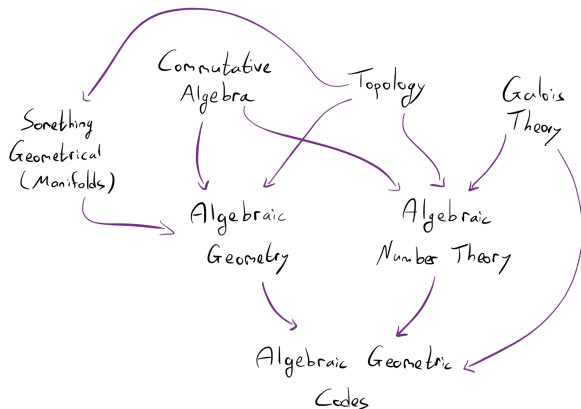 Commutative
Algebra
Topology
Galois
Theory
Something
Geometrical
(Manifolds)
Algebraic
Geometry
Algebraic
Number Theory
Algebraic Geometric
Codes